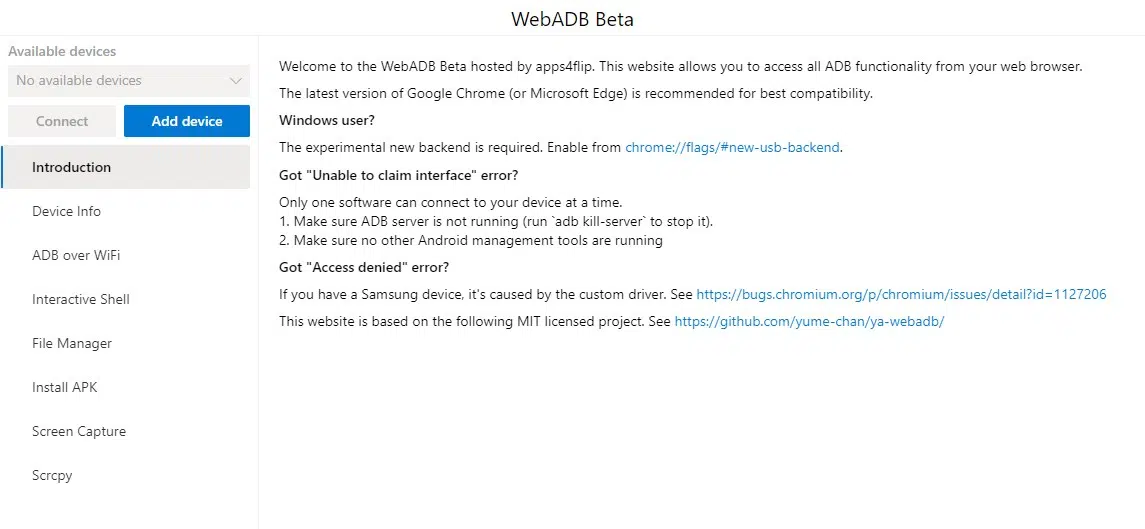 WebADB Beta
Available devices
No available devices
Connect
Add device
Introduction
Device Info
ADB over WiFi
Interactive Shell
File Manager
Install APK
Screen Capture
Scrcpy
Welcome to the WebADB Beta hosted by apps4flip. This website allows you to access all ADB functionality from your web browser.
The latest version of Google Chrome (or Microsoft Edge) is recommended for best compatibility.
Windows user?
The experimental new backend is required. Enable from chrome://flags/#new-usb-backend.
Got "Unable to claim interface" error?
Only one software can connect to your device at a time.
1. Make sure ADB server is not running (run `adb kill-server` to stop it).
2. Make sure no other Android management tools are running
Got "Access denied" error?
If you have a Samsung device, it's caused by the custom driver. See https://bugs.chromium.org/p/chromium/issues/detail?id=1127206
This website is based on the following MIT licensed project. See https://github.com/yume-chan/ya-webadb/